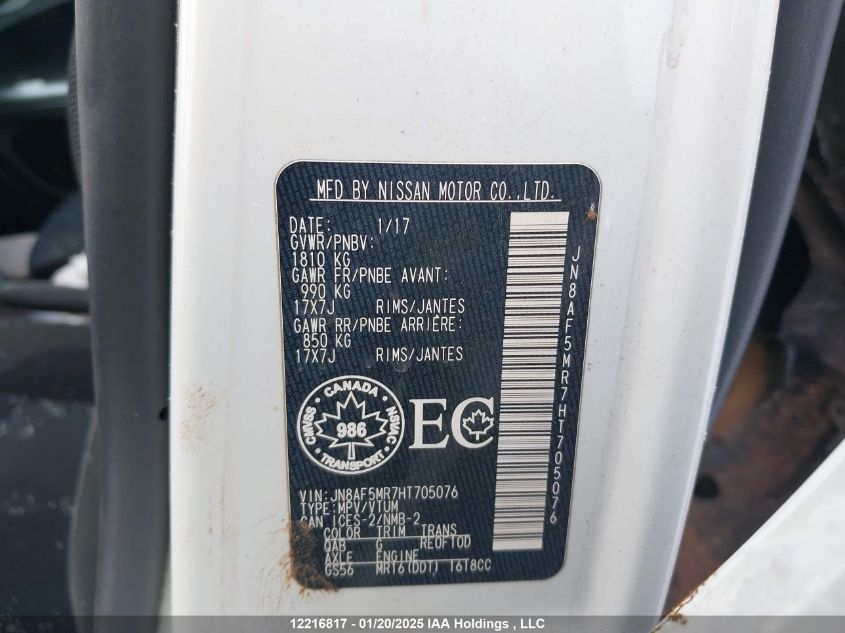 MFD BY NISSAN MOTOR CO.,LTD.
DATE: 1/17
GVWR/PNBV:
1810 KG
GAWR FR/PNBE AVANT:
990 KG
17X7J RIMS/JANTES
GAWR RR/PNBE ARRIÈRE:
850 KG
17X7J RIMS/JANTES
CANADA
CMVSS 986 NSVAC
TRANSPORT
EC
VIN:JN8AF5MR7HT705076
TYPE:MPV/VTUM
CAN ICES-2/NMB-2
COLOR TRIM TRANS
QAB G RE0F10D
AXLE ENGINE
GS56 MR16(DDT) 1618CC
JN8AF5MR7HT705076
12216817 - 01/20/2025 IAA Holdings , LLC